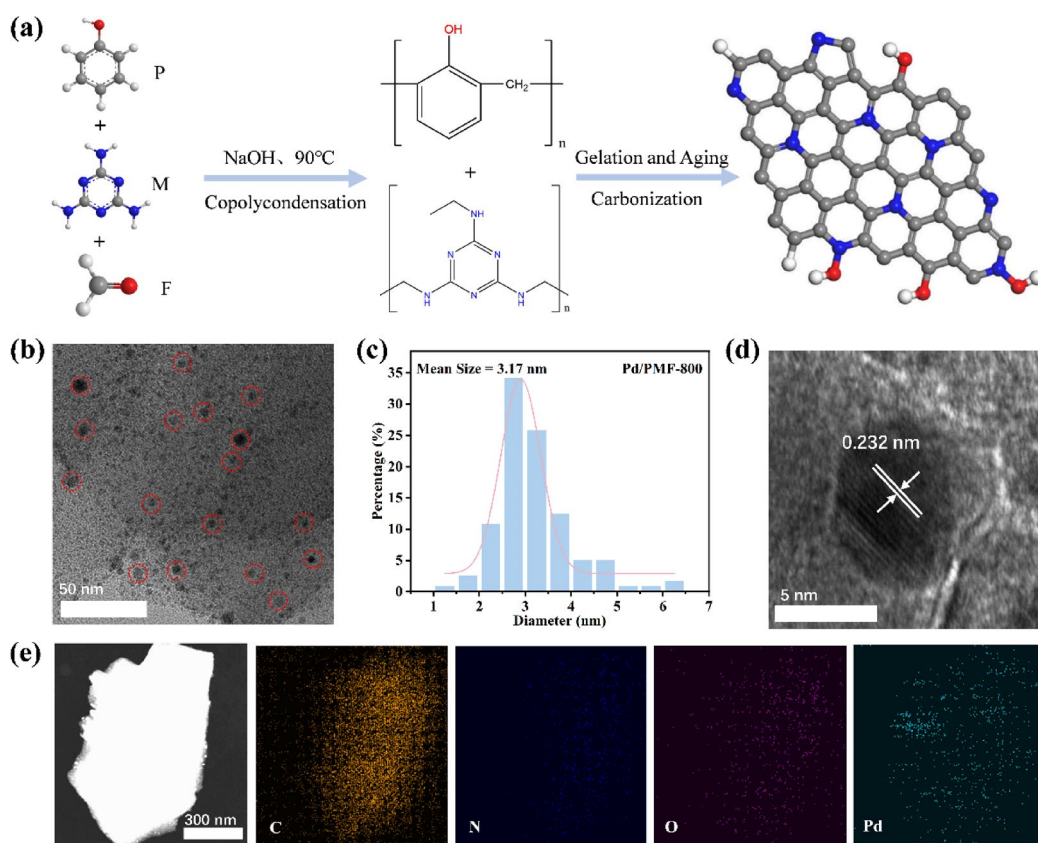 (a)
P
+
M
+
F
NaOH、90℃
Copolycondensation
OH
CH2
n
+
NH
N
N
N
NH
NH
n
Gelation and Aging
Carbonization
(b)
50 nm
(c)
Mean Size = 3.17 nm
Pd/PMF-800
Percentage (%)
35
30
25
20
15
10
5
0
1
2
3
4
5
6
7
Diameter (nm)
(d)
0.232 nm
5 nm
(e)
300 nm
C
N
O
Pd